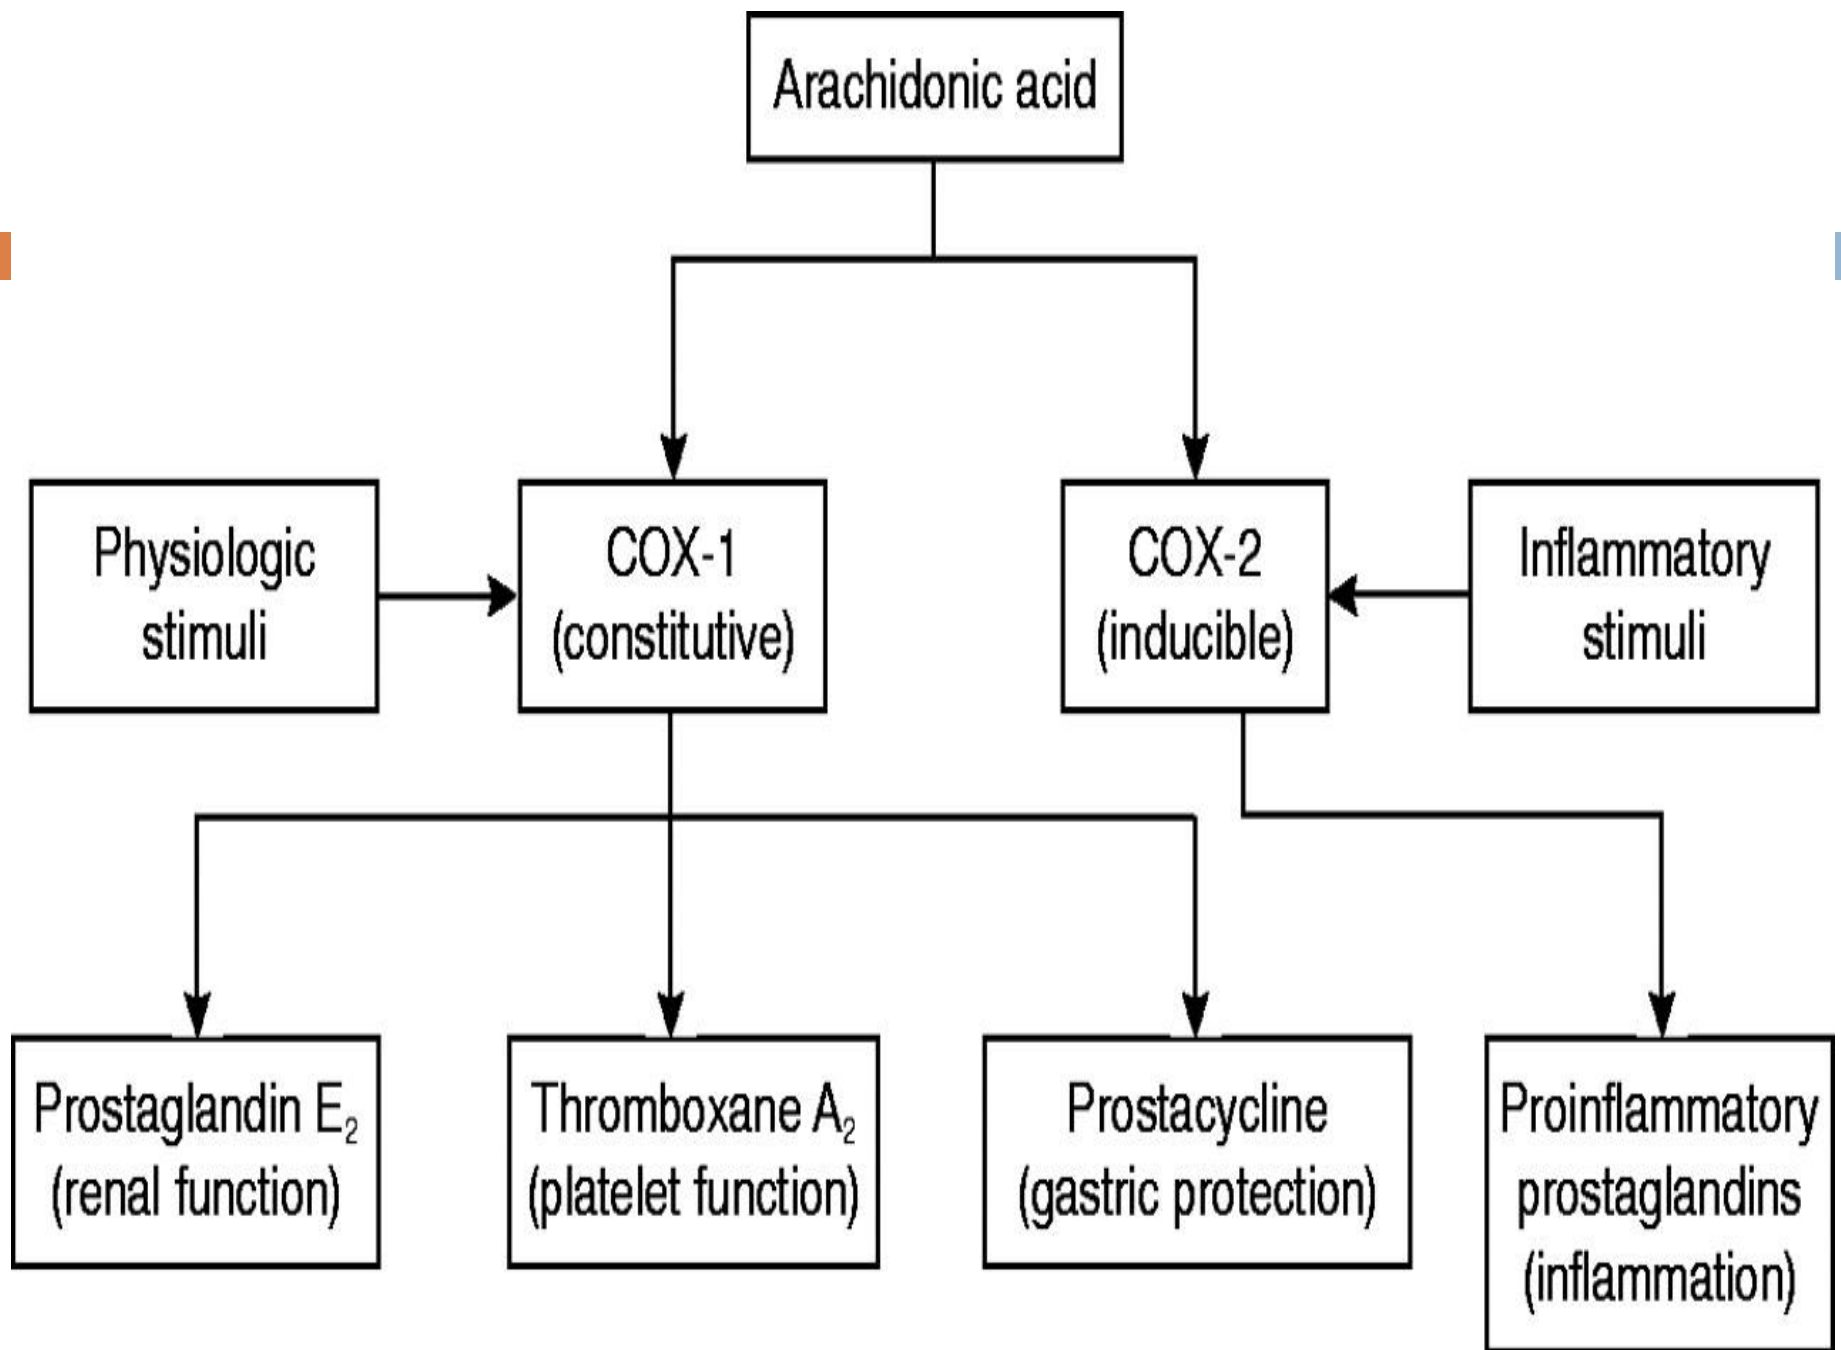 Arachidonic acid
Physiologic
stimuli
COX-1
(constitutive)
COX-2
(inducible)
Inflammatory
stimuli
Prostaglandin E₂
(renal function)
Thromboxane A₂
(platelet function)
Prostacycline
(gastric protection)
Proinflammatory
prostaglandins
(inflammation)